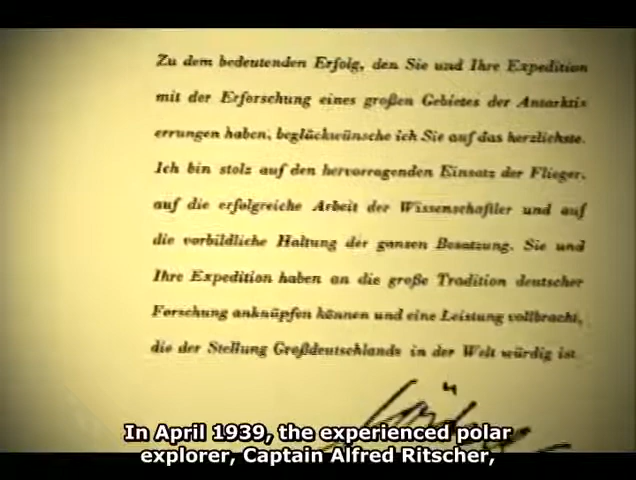 Zu dem bedeutenden Erfolg, den Sie und Ihre Expedition
mit der Erforschung eines großen Gebietes der Antarktis
errungen haben, beglückwünsche ich Sie auf das herzlichste.
Ich bin stolz auf den hervorragenden Einsatz der Flieger,
auf die erfolgreiche Arbeit der Wissenschaftler und auf
die vorbildliche Haltung der ganzen Besatzung. Sie und
Ihre Expedition haben an die große Tradition deutscher
Forschung anknüpfen können und eine Leistung vollbracht,
die der Stellung Großdeutschlands in der Welt würdig ist
In April 1939, the experienced polar
explorer, Captain Alfred Ritscher,